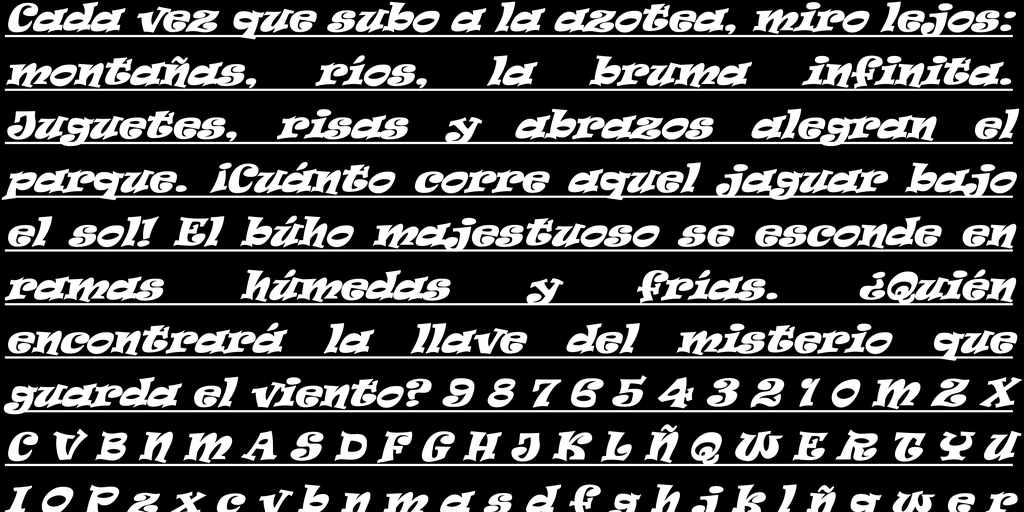 Cada vez que subo a la azotea, miro lejos:
montañas, ríos, la bruma infinita.
Juguetes, risas y abrazos alegran el
parque. ¡Cuánto corre aquel jaguar bajo
el sol! El búho majestuoso se esconde en
ramas húmedas y frías. ¿Quién
encontrará la llave del misterio que
guarda el viento? 9 8 7 6 5 4 3 2 1 0 M Z X
C V B N M A S D F G H J K L Ñ Q W E R T Y U
I O P z x c v b n m a s d f g h j k l ñ q w e r